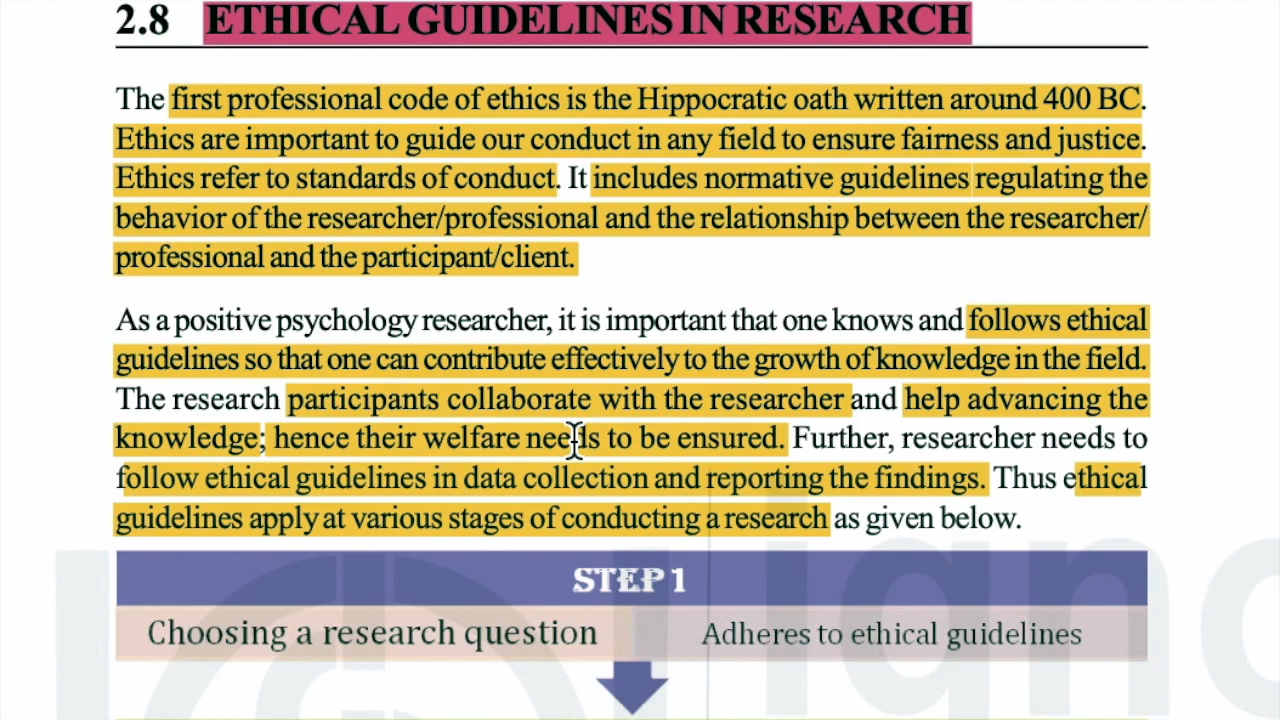 2.8 ETHICAL GUIDELINES IN RESEARCH
The first professional code of ethics is the Hippocratic oath written around 400 BC.
Ethics are important to guide our conduct in any field to ensure fairness and justice.
Ethics refer to standards of conduct. It includes normative guidelines regulating the
behavior of the researcher/professional and the relationship between the researcher/
professional and the participant/client.
As a positive psychology researcher, it is important that one knows and follows ethical
guidelines so that one can contribute effectively to the growth of knowledge in the field.
The research participants collaborate with the researcher and help advancing the
knowledge; hence their welfare needs to be ensured. Further, researcher needs to
follow ethical guidelines in data collection and reporting the findings. Thus ethical
guidelines apply at various stages of conducting a research as given below.
STEP 1
Choosing a research question Adheres to ethical guidelines